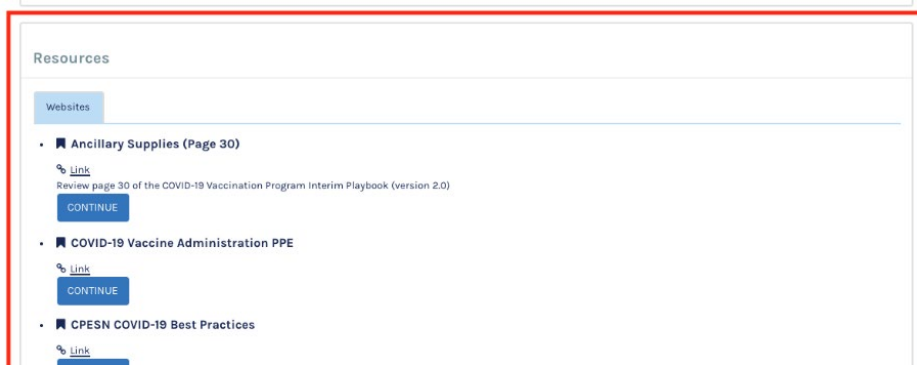 Resources
Websites
Ancillary Supplies (Page 30)
Link
Review page 30 of the COVID-19 Vaccination Program Interim Playbook (version 2.0)
CONTINUE
COVID-19 Vaccine Administration PPE
Link
CONTINUE
CPESN COVID-19 Best Practices
Link